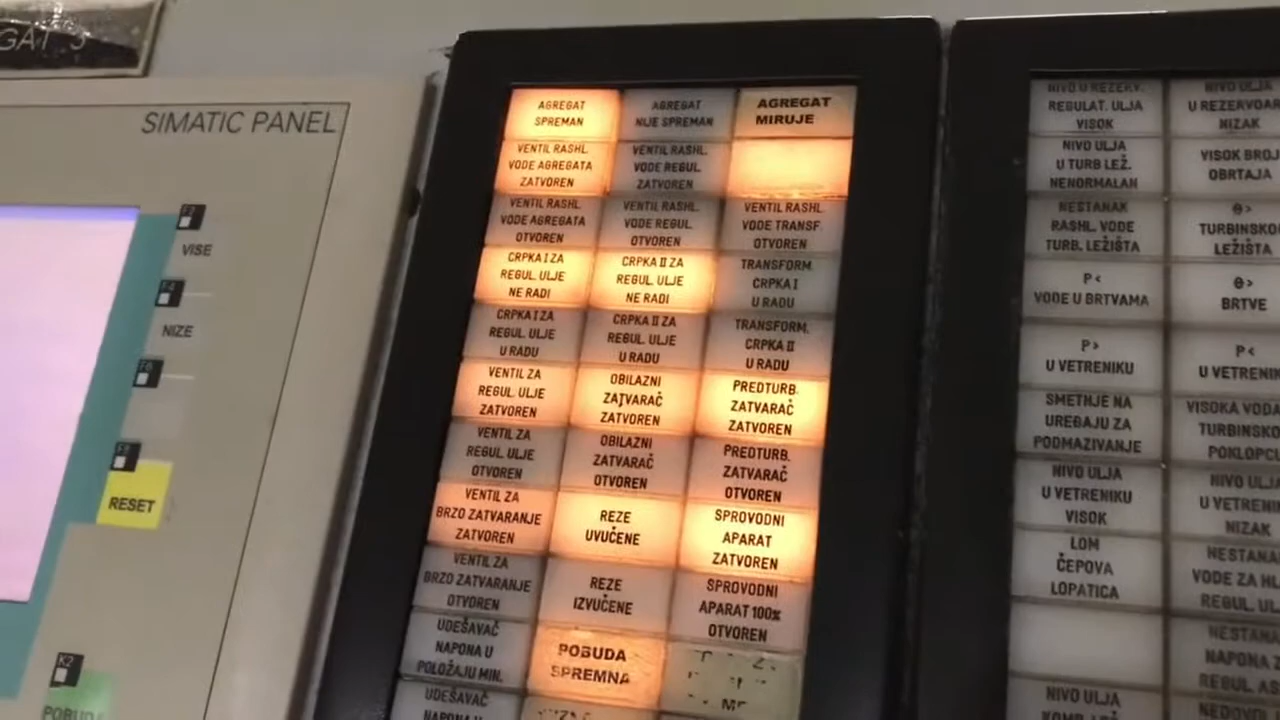 GAT 3
SIMATIC PANEL
VISE
NIZE
RESET
K2
AGREGAT
SPREMAN
AGREGAT
NIJE SPREMAN
AGREGAT
MIRUJE
VENTIL RASHL.
VODE AGREGATA
ZATVOREN
VENTIL RASHL.
VODE REGUL.
ZATVOREN
VENTIL RASHL.
VODE AGREGATA
OTVOREN
VENTIL RASHL.
VODE REGUL.
OTVOREN
VENTIL RASHL.
VODE TRANSF.
OTVOREN
CRPKA I ZA
REGUL. ULJE
NE RADI
CRPKA II ZA
REGUL. ULJE
NE RADI
TRANSFORM.
CRPKA I
U RADU
CRPKA I ZA
REGUL. ULJE
U RADU
CRPKA II ZA
REGUL. ULJE
U RADU
TRANSFORM.
CRPKA II
U RADU
VENTIL ZA
REGUL. ULJE
ZATVOREN
OBILAZNI
ZATVARAČ
ZATVOREN
PREDTURB.
ZATVARAČ
ZATVOREN
VENTIL ZA
REGUL. ULJE
OTVOREN
OBILAZNI
ZATVARAČ
OTVOREN
PREDTURB.
ZATVARAČ
OTVOREN
VENTIL ZA
BRZO ZATVARANJE
ZATVOREN
REZE
UVUČENE
SPROVODNI
APARAT
ZATVOREN
VENTIL ZA
BRZO ZATVARANJE
OTVOREN
REZE
IZVUČENE
SPROVODNI
APARAT 100%
OTVOREN
UDEŠAVAČ
NAPONA U
POLOŽAJU MIN.
POBUDA
SPREMNA
UDEŠAVAČ
NIVO U REZERV.
REGULAT. ULJA
VISOK
NIVO ULJA
U REZERVOAR
NIZAK
NIVO ULJA
U TURB LEŽ.
NENORMALAN
VISOK BROJ
OBRTAJA
NESTANAK
RASHL. VODE
TURB. LEŽIŠTA
Θ>
TURBINSKO
LEŽIŠTA
P<
VODE U BRTVAMA
Θ>
BRTVE
P>
U VETRENIKU
P<
U VETRENIK
SMETNJE NA
UREĐAJU ZA
PODMAZIVANJE
VISOKA VODA
TURBINSKO
POKLOPCU
NIVO ULJA
U VETRENIKU
VISOK
NIVO ULJA
U VETRENI
NIZAK
LOM
ČEPOVA
LOPATICA
NESTANA
VODE ZA HL
REGUL. UL
NESTANA
NAPONA Z
REGUL. AS
NIVO ULJA